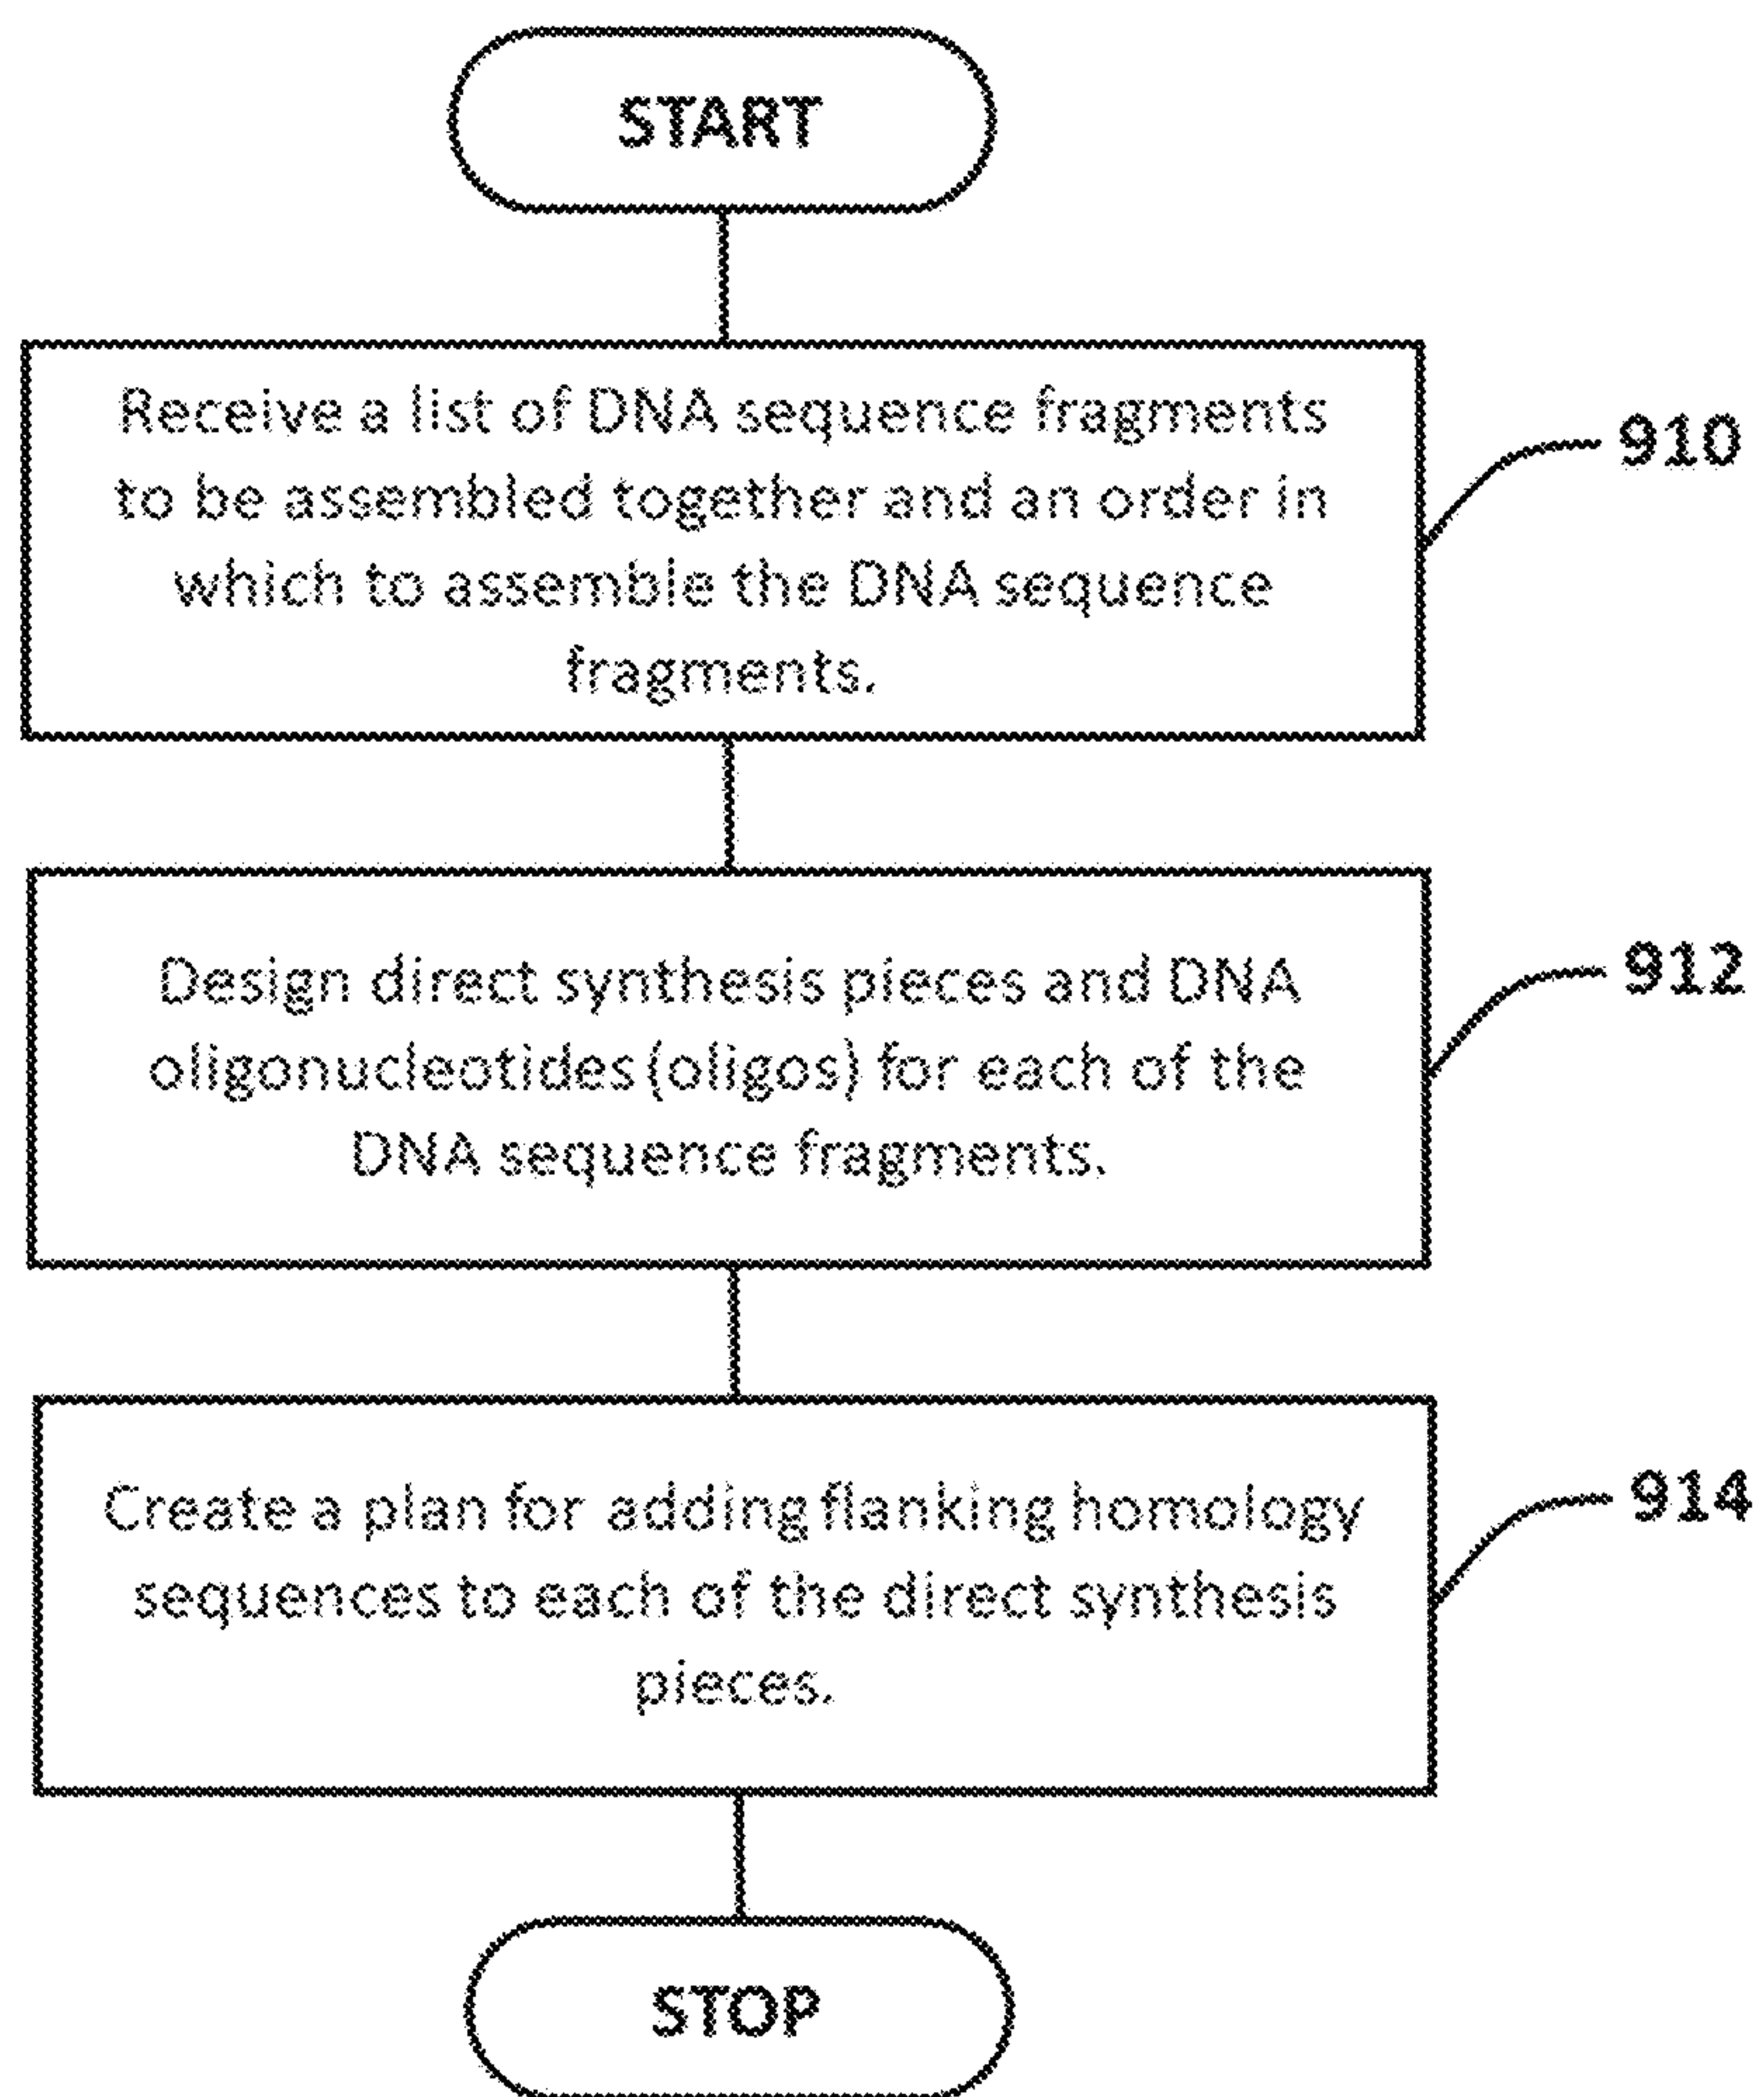 START
Receive a list of DNA sequence fragments
to be assembled together and an order in
which to assemble the DNA sequence
fragments.
910
Design direct synthesis pieces and DNA
oligonucleotides (oligos) for each of the
DNA sequence fragments.
912
Create a plan for adding flanking homology
sequences to each of the direct synthesis
pieces.
914
STOP